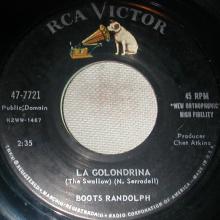 RCA VICTOR
47-7721
45 RPM
Public Domain
"NEW ORTHOPHONIC"
HIGH FIDELITY
K2WW-1467
LA GOLONDRINA
(The Swallow) (N. Serradell)
2:35
Producer
Chet Atkins
BOOTS RANDOLPH
RADIO CORPORATION OF AMERICA